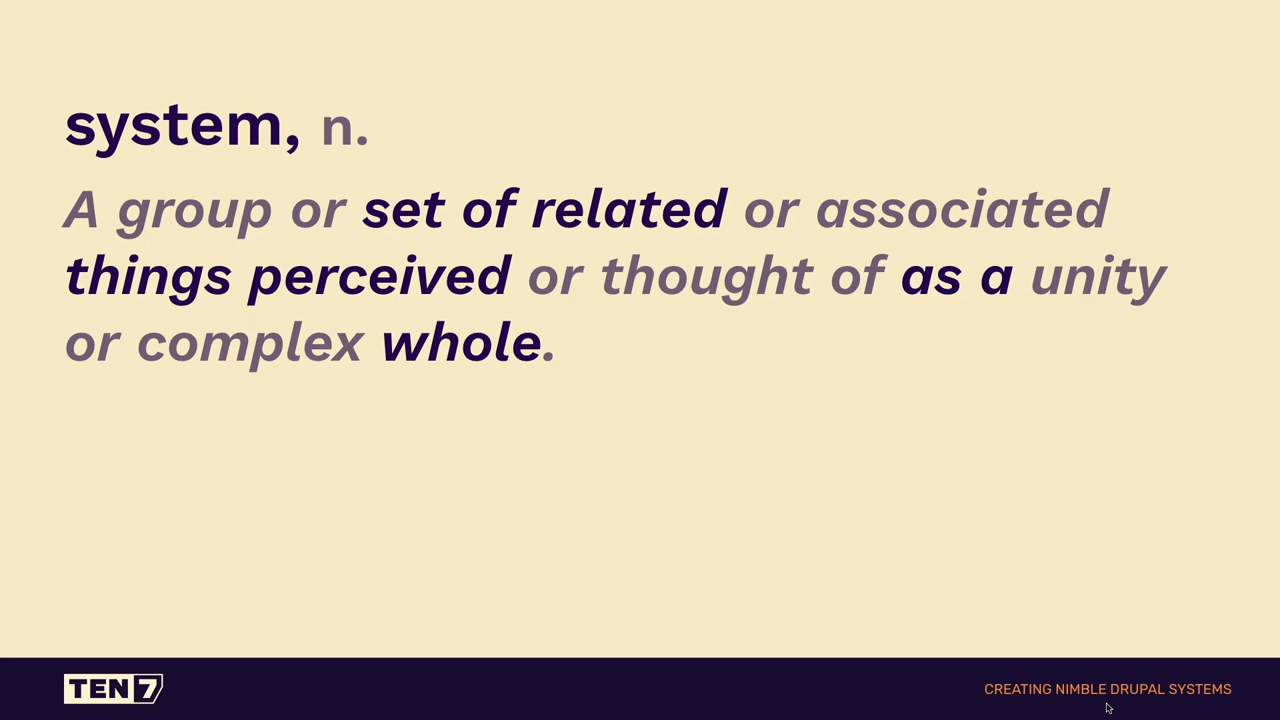 system, n.
A group or set of related or associated
things perceived or thought of as a unity
or complex whole.
TEN7
CREATING NIMBLE DRUPAL SYSTEMS